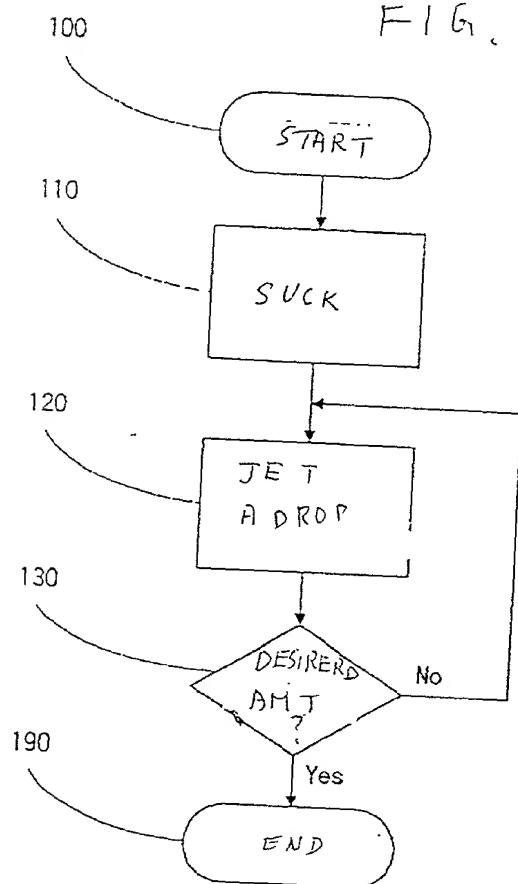 FIG.
100
START
110
SUCK
120
JET
A DROP
130
DESIRERD
AMT
?
No
Yes
190
END